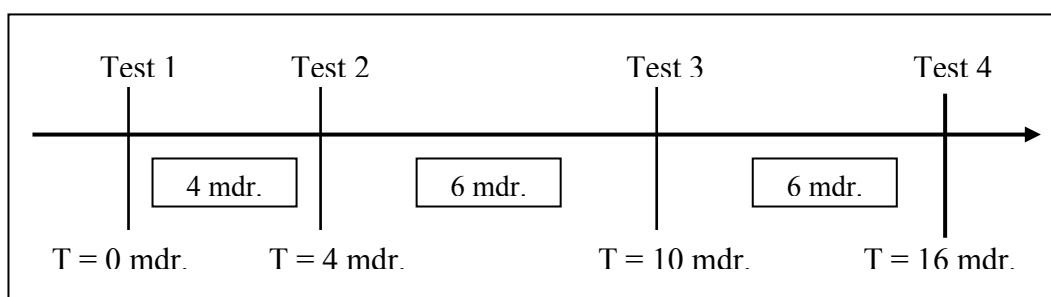 Test 1 Test 2 Test 3 Test 4
4 mdr. 6 mdr. 6 mdr.
T = 0 mdr. T = 4 mdr. T = 10 mdr. T = 16 mdr.